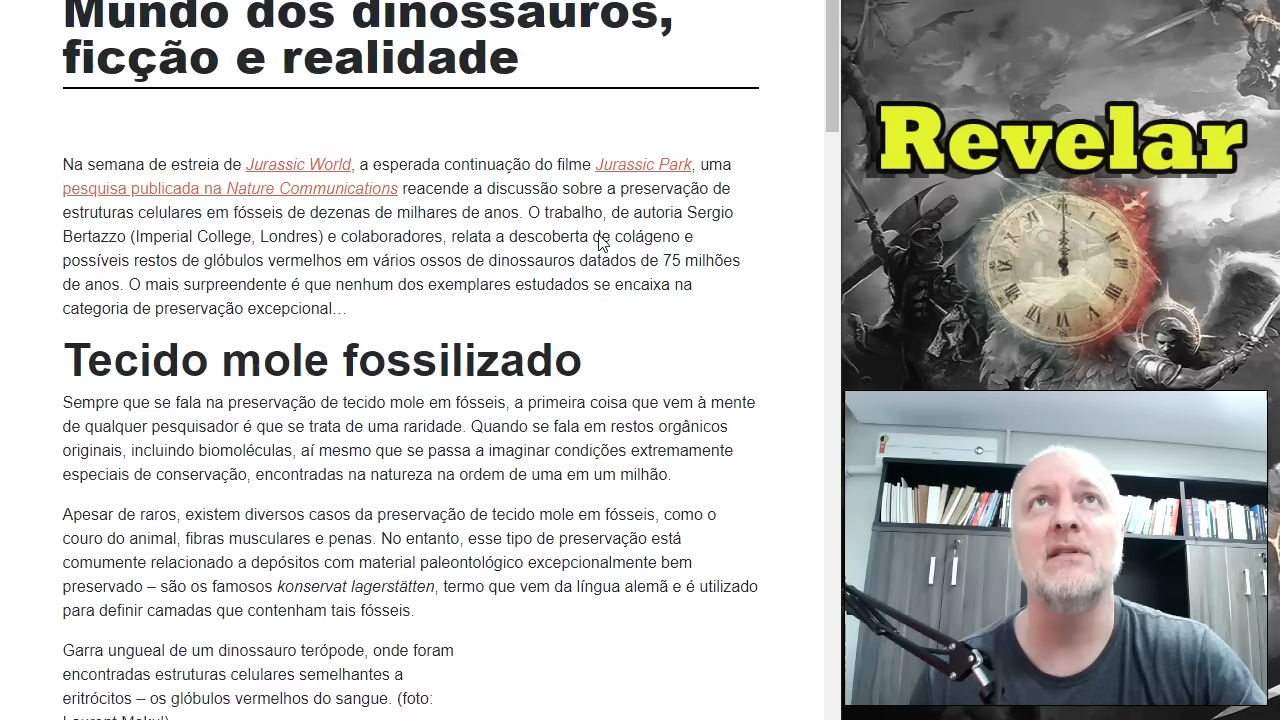 Mundo dos dinossauros,
ficção e realidade
Na semana de estreia de Jurassic World, a esperada continuação do filme Jurassic Park, uma
pesquisa publicada na Nature Communications reacende a discussão sobre a preservação de
estruturas celulares em fósseis de dezenas de milhares de anos. O trabalho, de autoria Sergio
Bertazzo (Imperial College, Londres) e colaboradores, relata a descoberta de colágeno e
possíveis restos de glóbulos vermelhos em vários ossos de dinossauros datados de 75 milhões
de anos. O mais surpreendente é que nenhum dos exemplares estudados se encaixa na
categoria de preservação excepcional...
Tecido mole fossilizado
Sempre que se fala na preservação de tecido mole em fósseis, a primeira coisa que vem à mente
de qualquer pesquisador é que se trata de uma raridade. Quando se fala em restos orgânicos
originais, incluindo biomoléculas, aí mesmo que se passa a imaginar condições extremamente
especiais de conservação, encontradas na natureza na ordem de uma em um milhão.
Apesar de raros, existem diversos casos da preservação de tecido mole em fósseis, como o
couro do animal, fibras musculares e penas. No entanto, esse tipo de preservação está
comumente relacionado a depósitos com material paleontológico excepcionalmente bem
preservado – são os famosos konservat lagerstätten, termo que vem da língua alemã e é utilizado
para definir camadas que contenham tais fósseis.
Garra ungueal de um dinossauro terópode, onde foram
encontradas estruturas celulares semelhantes a
eritrócitos – os glóbulos vermelhos do sangue. (foto:
Revelar